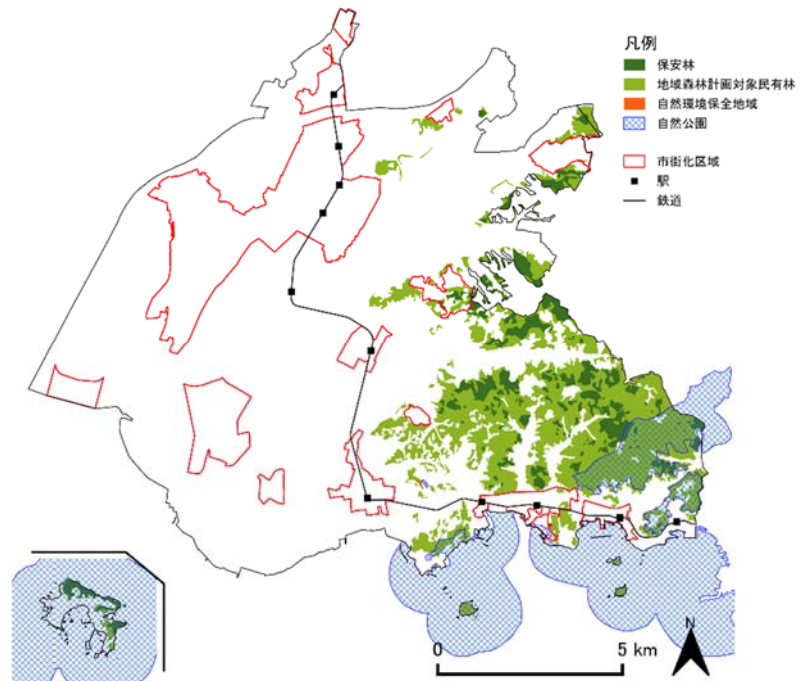 凡例
保安林
地域森林計画対象民有林
自然環境保全地域
自然公園
市街化区域
駅
鉄道
N
0 5 km